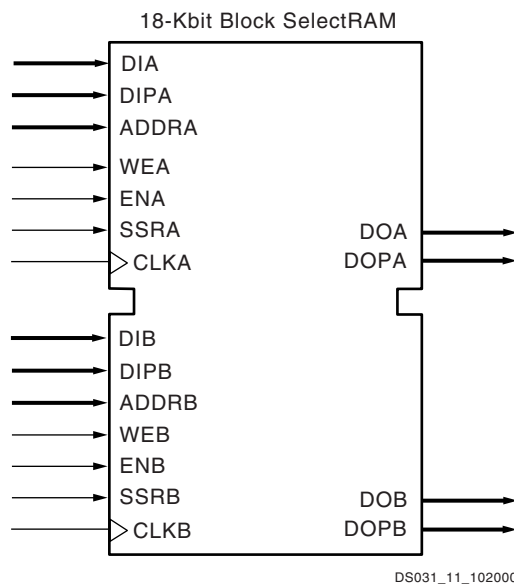 18-Kbit Block SelectRAM
DIA
DIPA
ADDRA
WEA
ENA
SSRA
CLKA
DOA
DOPA
DIB
DIPB
ADDRB
WEB
ENB
SSRB
CLKB
DOB
DOPB
DS031_11_102000